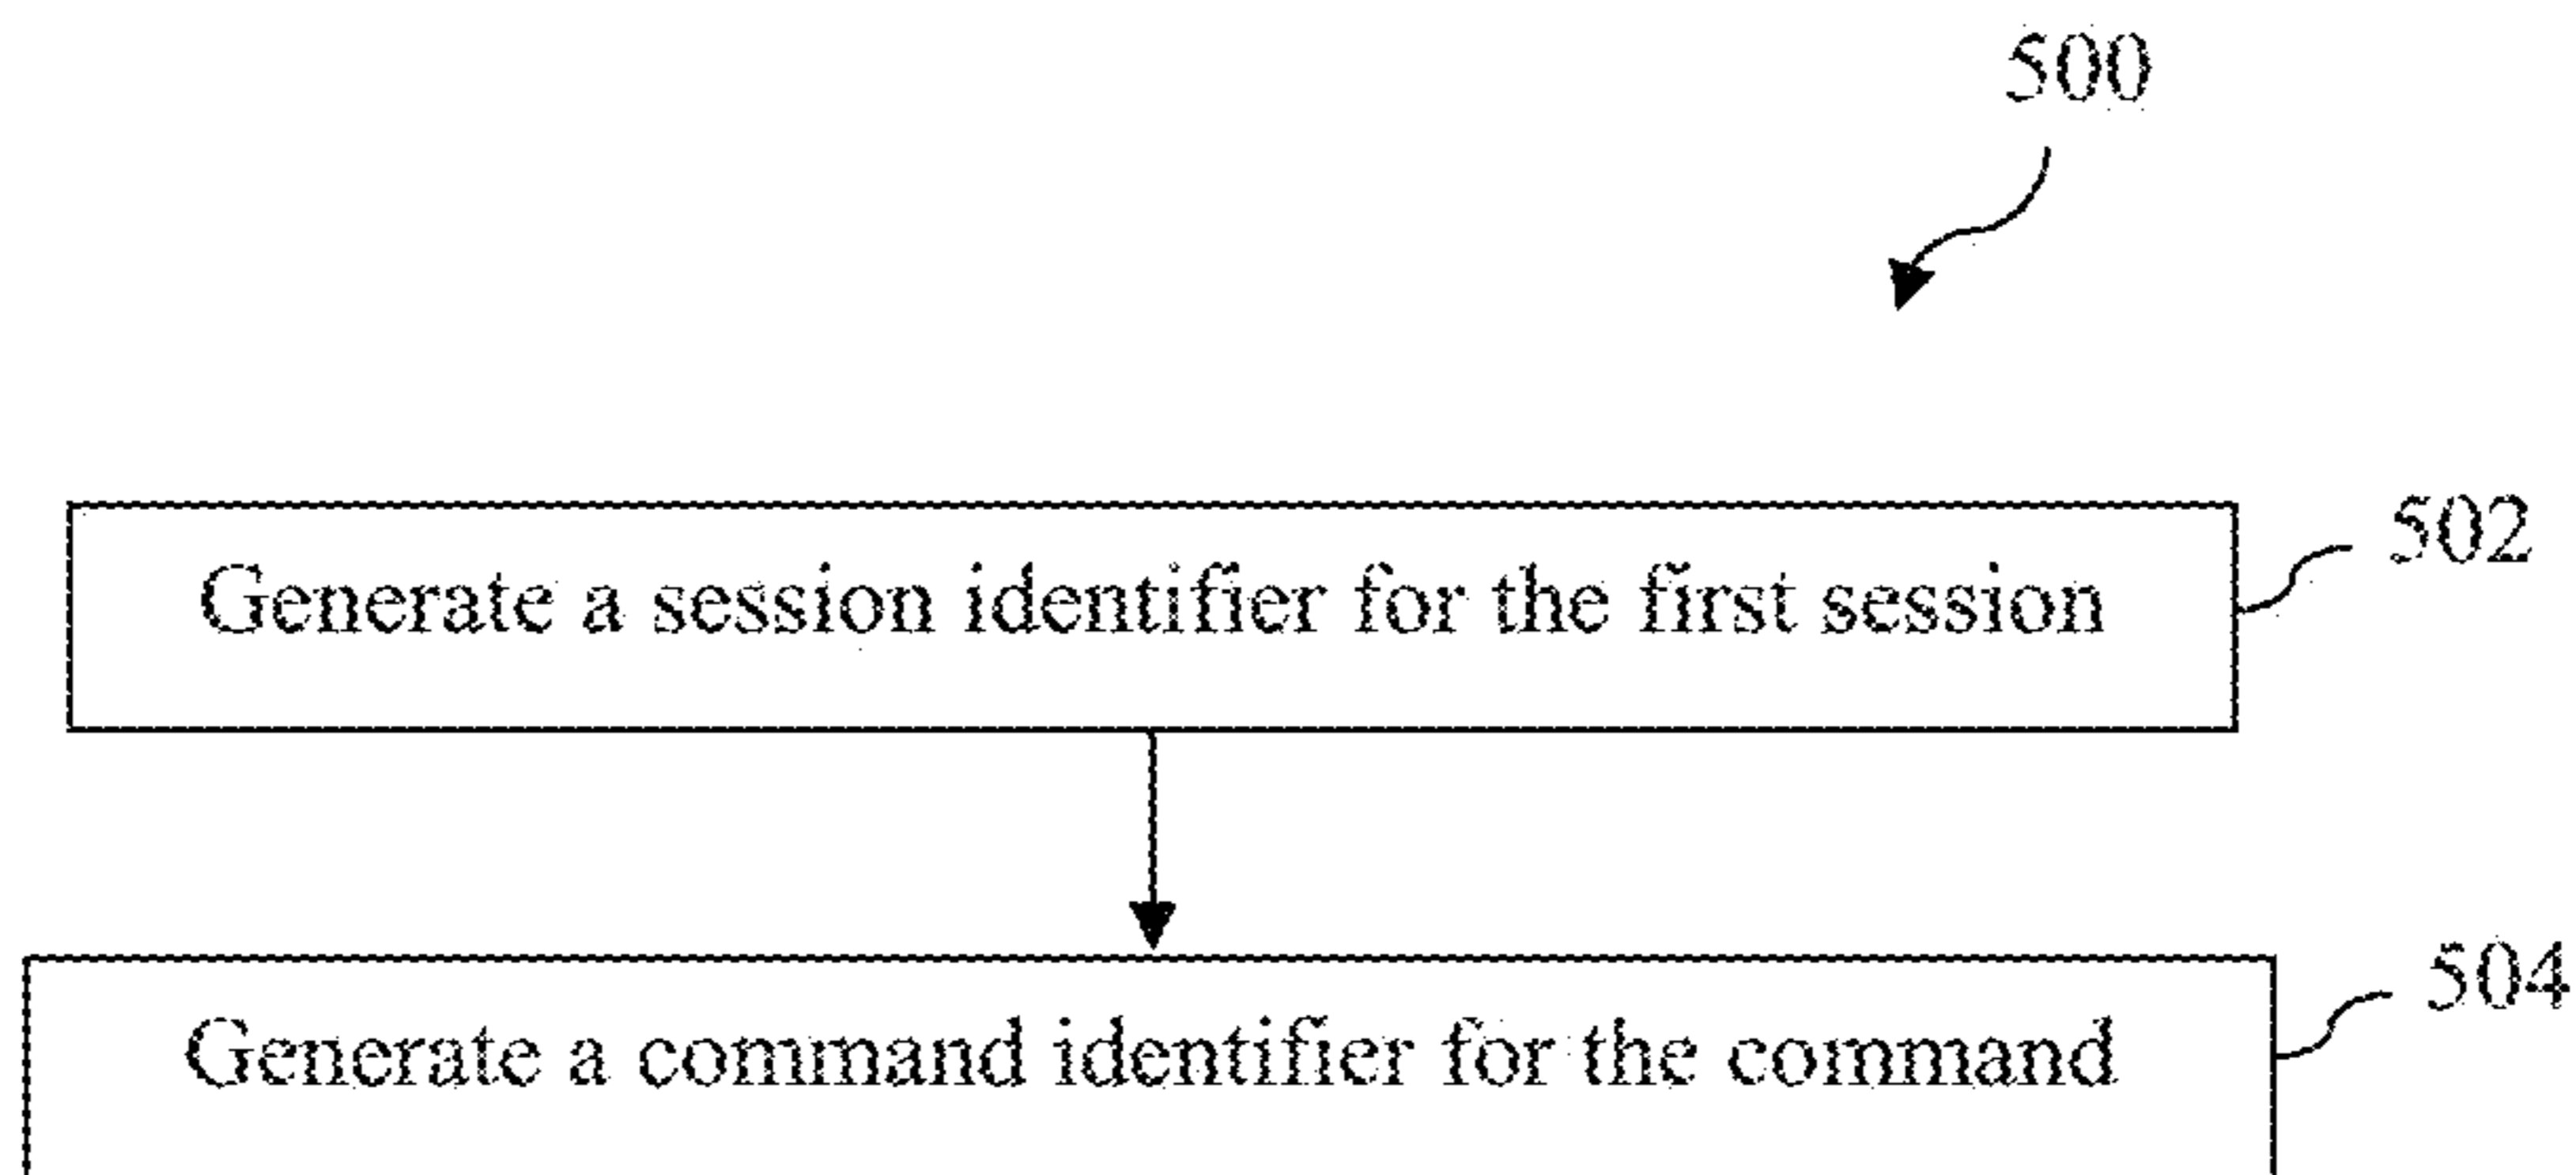 500
Generate a session identifier for the first session
502
Generate a command identifier for the command
504